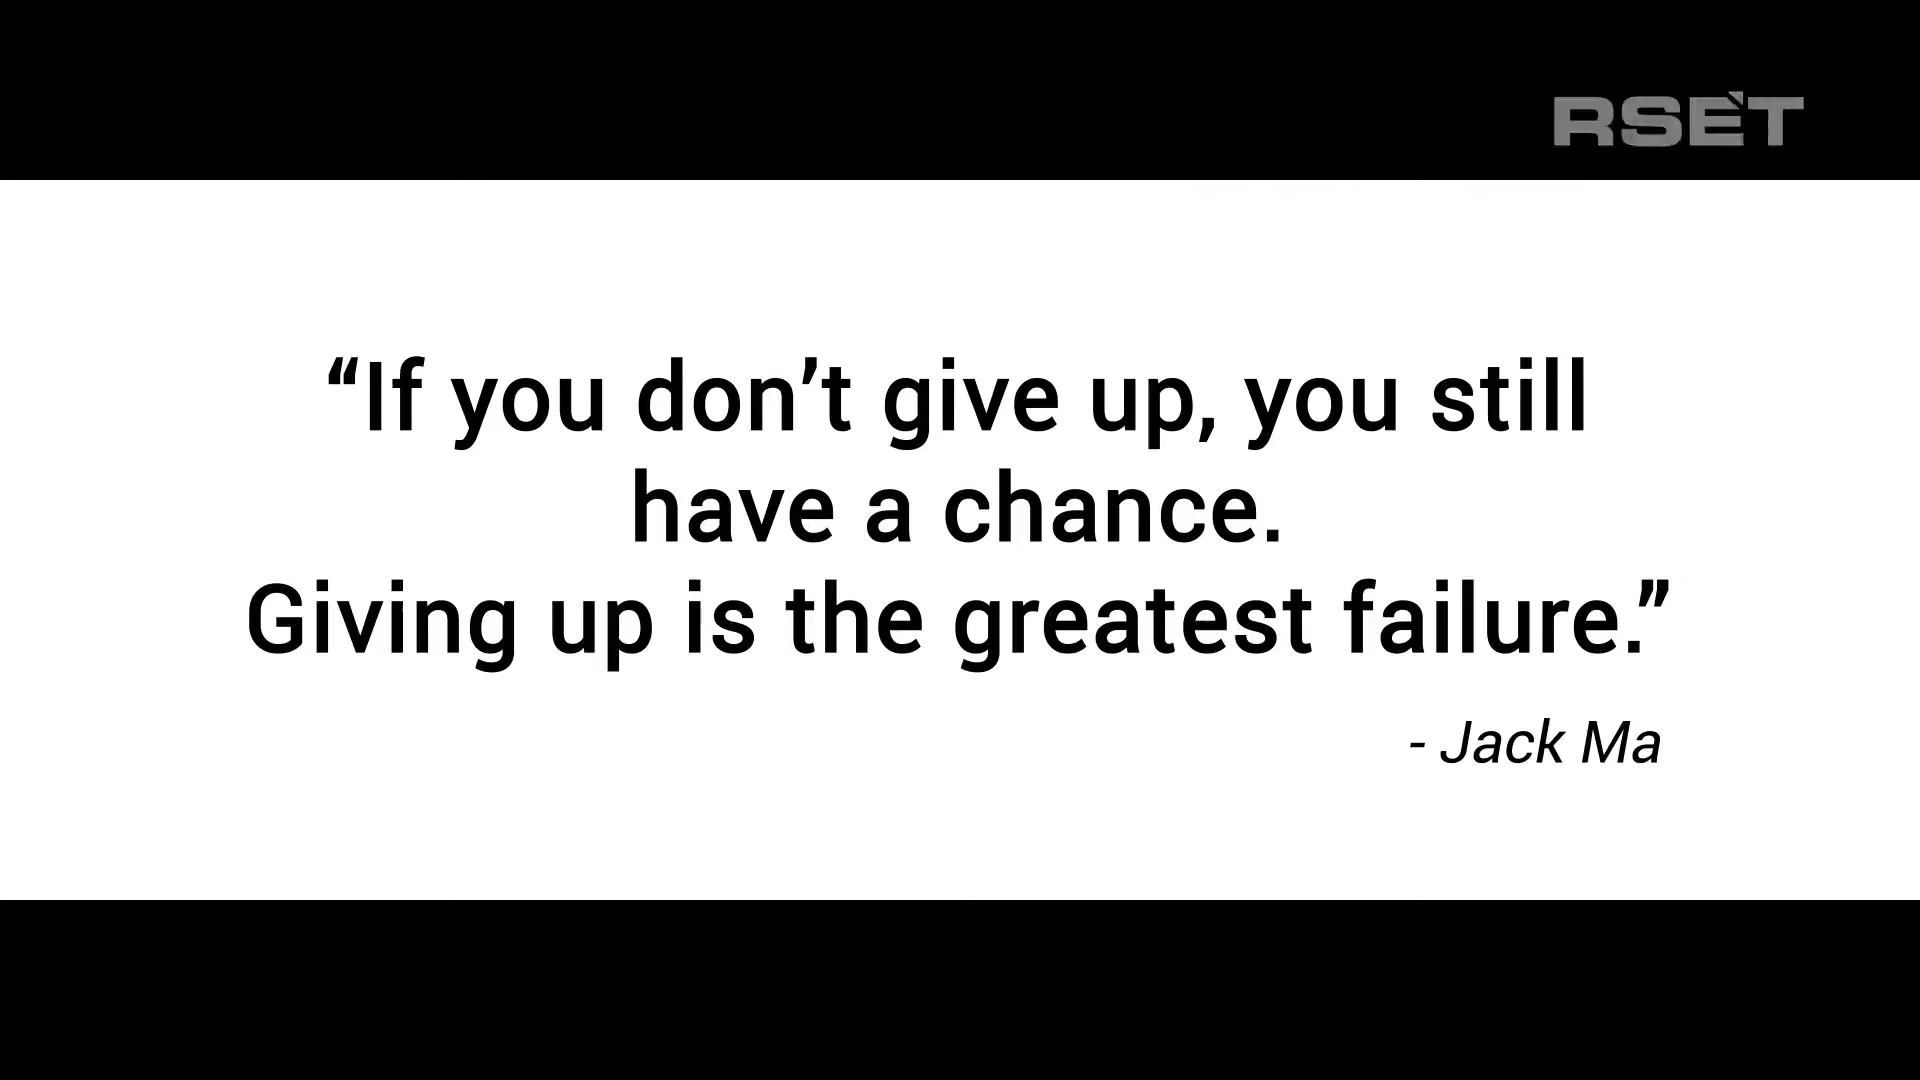 RSET
“If you don’t give up, you still
have a chance.
Giving up is the greatest failure.”
- Jack Ma